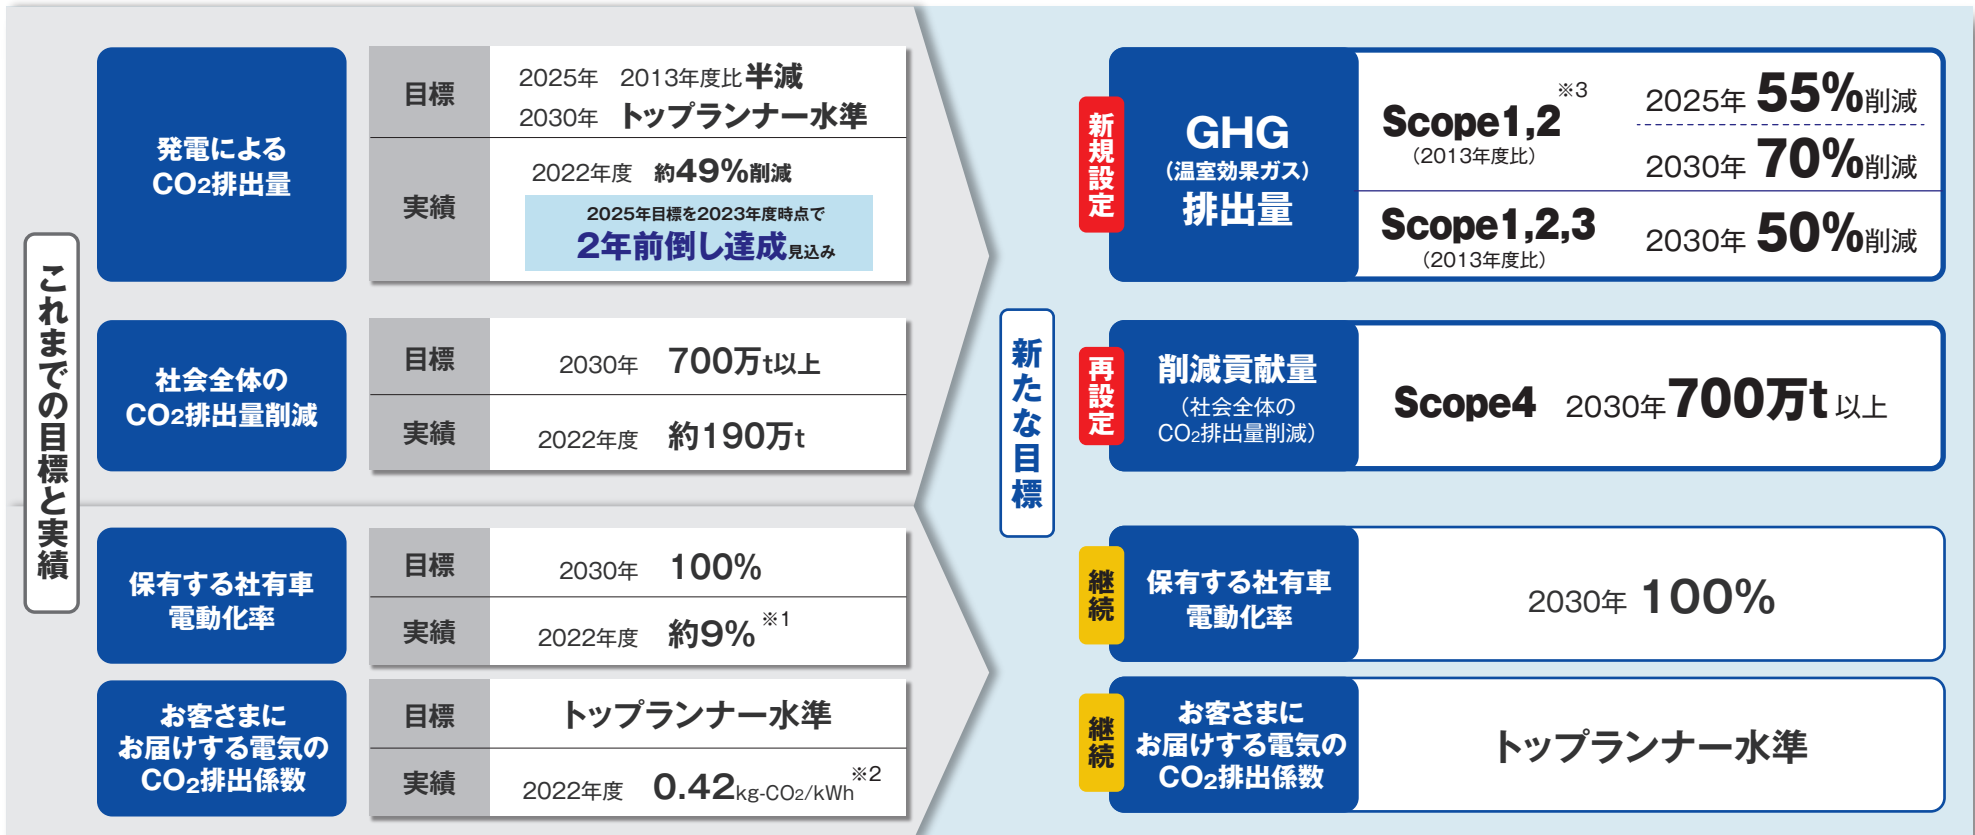 これまでの目標と実績
発電による
CO2排出量
目標
2025年 2013年度比半減
2030年 トップランナー水準
実績
2022年度 約49%削減
2025年目標を2023年度時点で
2年前倒し達成見込み
社会全体の
CO2排出量削減
目標
2030年 700万t以上
実績
2022年度 約190万t
保有する社有車
電動化率
目標
2030年 100%
実績
2022年度 約9%※1
お客さまに
お届けする電気の
CO2排出係数
目標
トップランナー水準
実績
2022年度 0.42kg-CO2/kWh※2
新たな目標
新規設定
GHG
(温室効果ガス)
排出量
Scope1,2※3
(2013年度比)
2025年 55%削減
2030年 70%削減
Scope1,2,3
(2013年度比)
2030年 50%削減
再設定
削減貢献量
(社会全体の
CO2排出量削減)
Scope4 2030年700万t以上
継続
保有する社有車
電動化率
2030年 100%
継続
お客さまに
お届けする電気の
CO2排出係数
トップランナー水準